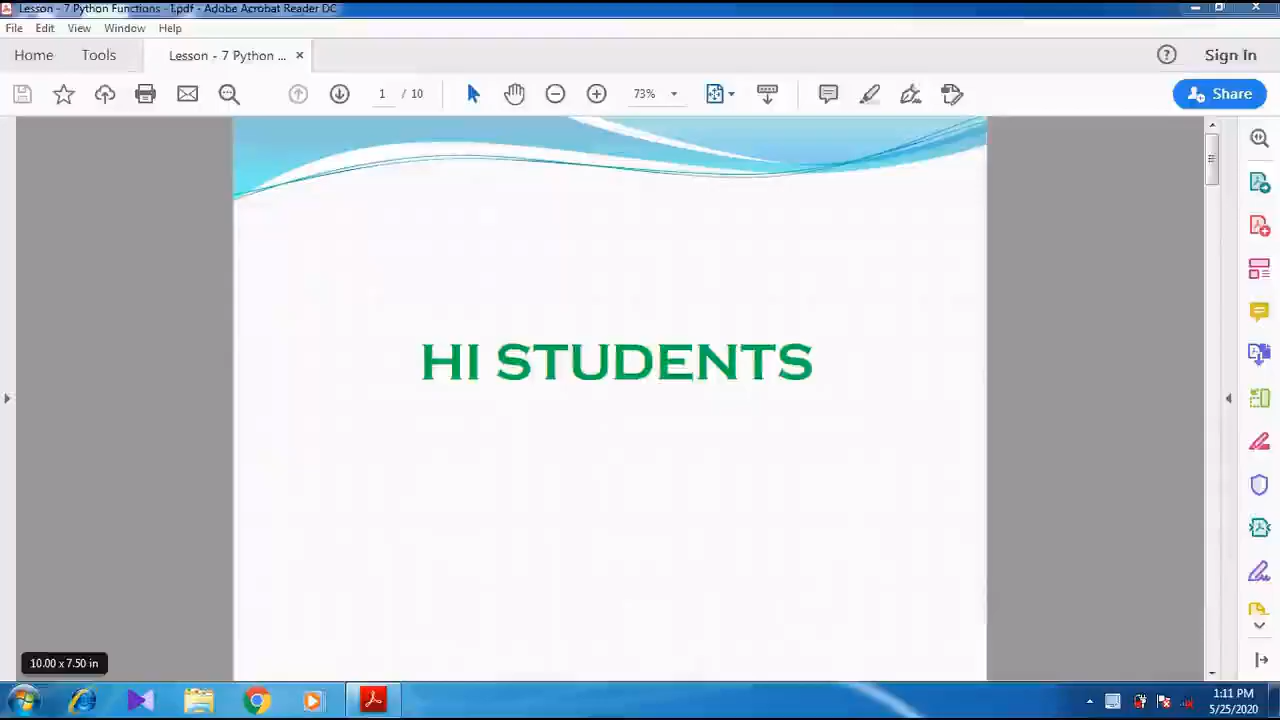 Lesson - 7 Python Functions - I.pdf - Adobe Acrobat Reader DC
File Edit View Window Help
Home Tools Lesson - 7 Python ... × Sign In
1 / 10 73% Share
HI STUDENTS
10.00 x 7.50 in
1:11 PM
5/25/2020